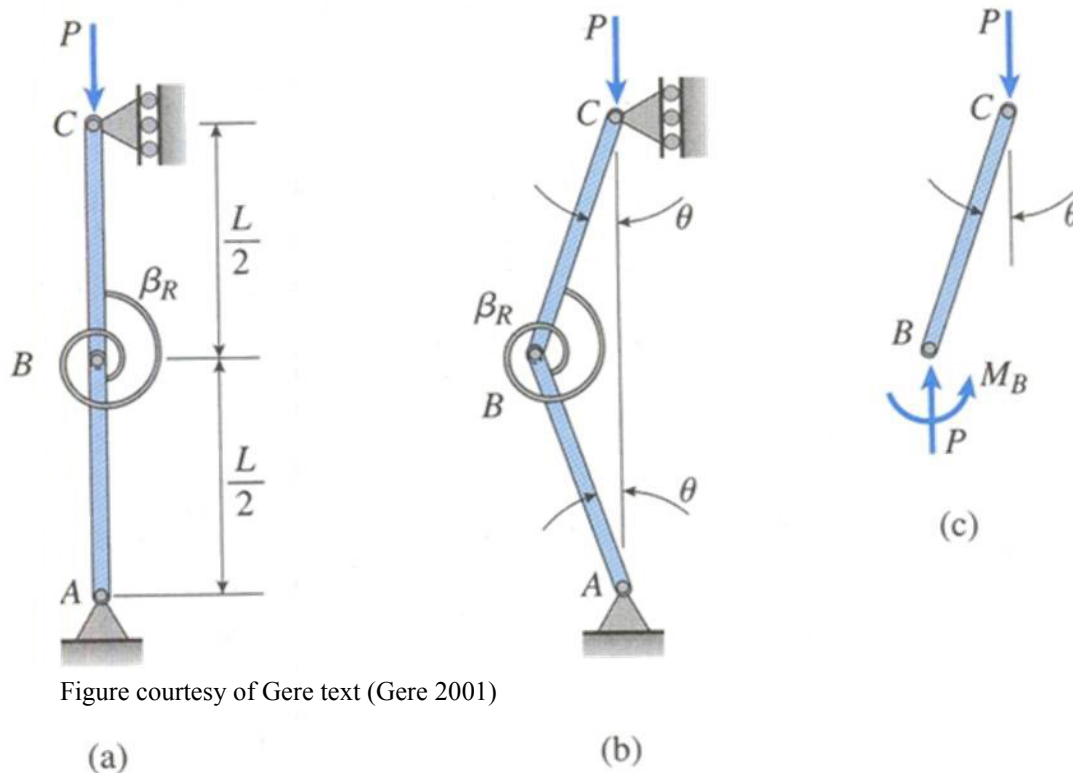 P
C
L
2
β_R
B
L
2
A
P
C
θ
β_R
B
θ
A
P
C
θ
B
M_B
P
(c)
Figure courtesy of Gere text (Gere 2001)
(a)
(b)